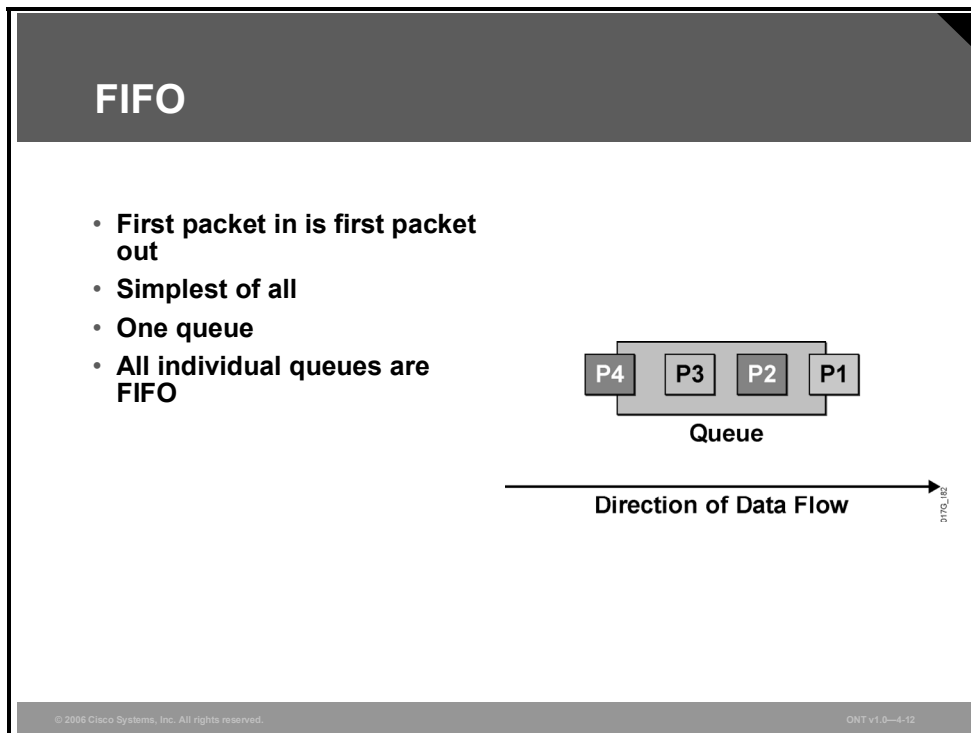 FIFO
• First packet in is first packet
out
• Simplest of all
• One queue
• All individual queues are
FIFO
P4 P3 P2 P1
Queue
Direction of Data Flow
017G_182
© 2006 Cisco Systems, Inc. All rights reserved. ONT v1.0—4-12